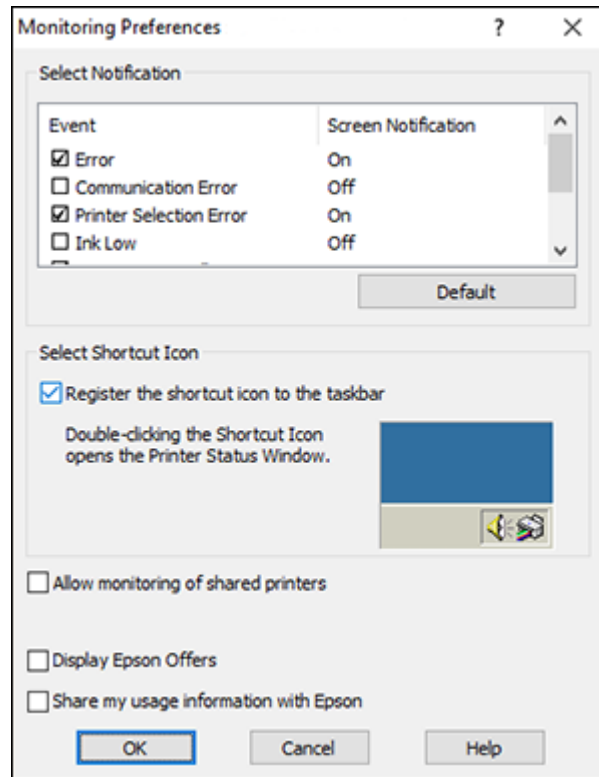 Monitoring Preferences ?
Select Notification
Event Screen Notification
Error On
Communication Error Off
Printer Selection Error On
Ink Low Off
Default
Select Shortcut Icon
Register the shortcut icon to the taskbar
Double-clicking the Shortcut Icon
opens the Printer Status Window.
Allow monitoring of shared printers
Display Epson Offers
Share my usage information with Epson
OK Cancel Help